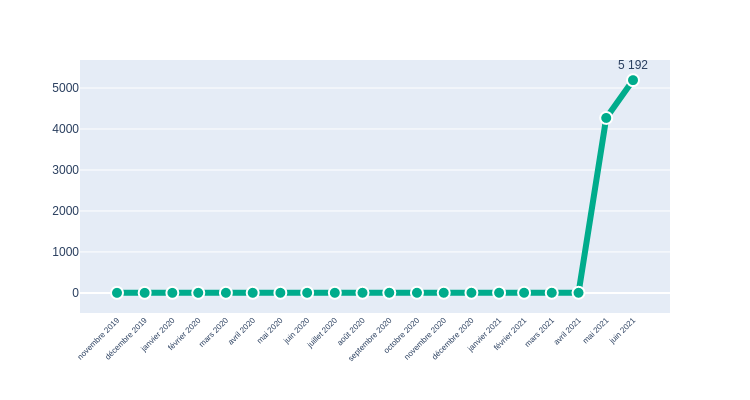 5 192
5000
4000
3000
2000
1000
0
novembre 2019
décembre 2019
janvier 2020
février 2020
mars 2020
avril 2020
mai 2020
juin 2020
juillet 2020
août 2020
septembre 2020
octobre 2020
novembre 2020
décembre 2020
janvier 2021
février 2021
mars 2021
avril 2021
mai 2021
juin 2021